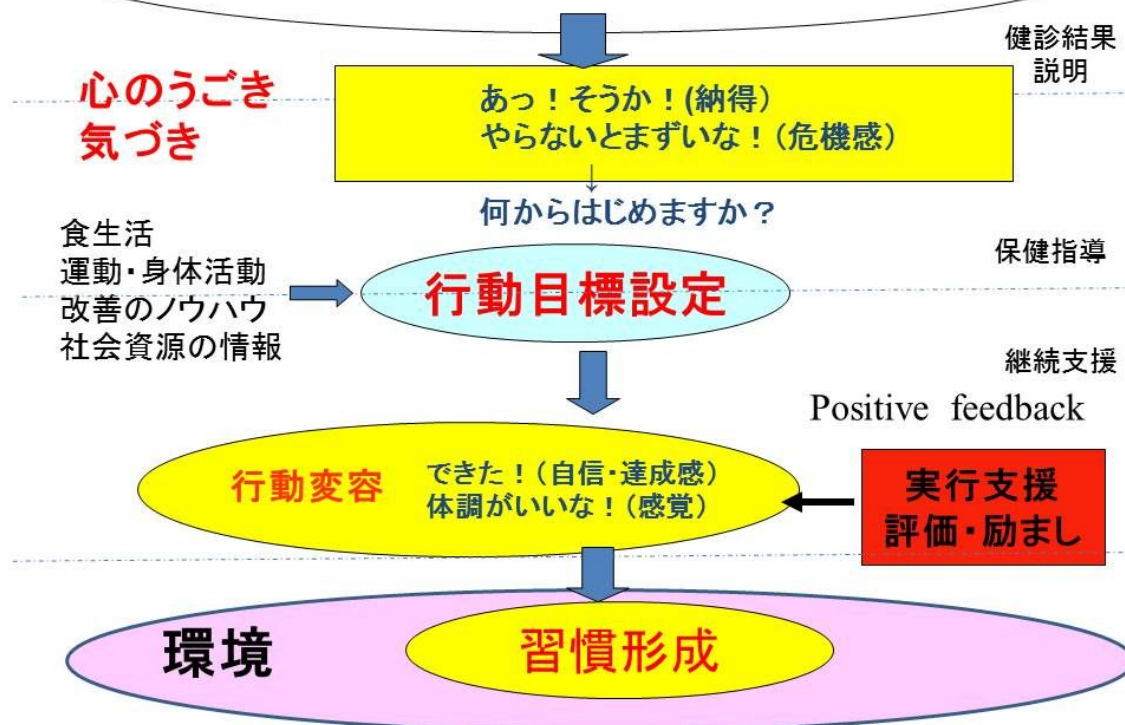 健診結果
説明
心のうごき
気づき
あっ！そうか！(納得）
やらないとまずいな！（危機感）
↓
何からはじめますか？
食生活
運動・身体活動
改善のノウハウ
社会資源の情報
行動目標設定
保健指導
継続支援
Positive feedback
行動変容
できた！（自信・達成感）
体調がいいな！（感覚）
実行支援
評価・励まし
環境
習慣形成